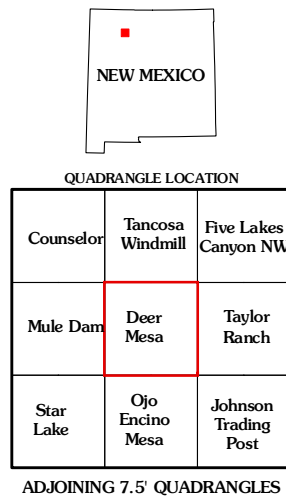 NEW MEXICO
QUADRANGLE LOCATION
Counselor
Tancosa
Windmill
Five Lakes
Canyon NW
Mule Dam
Deer
Mesa
Taylor
Ranch
Star
Lake
Ojo
Encino
Mesa
Johnson
Trading
Post
ADJOINING 7.5' QUADRANGLES